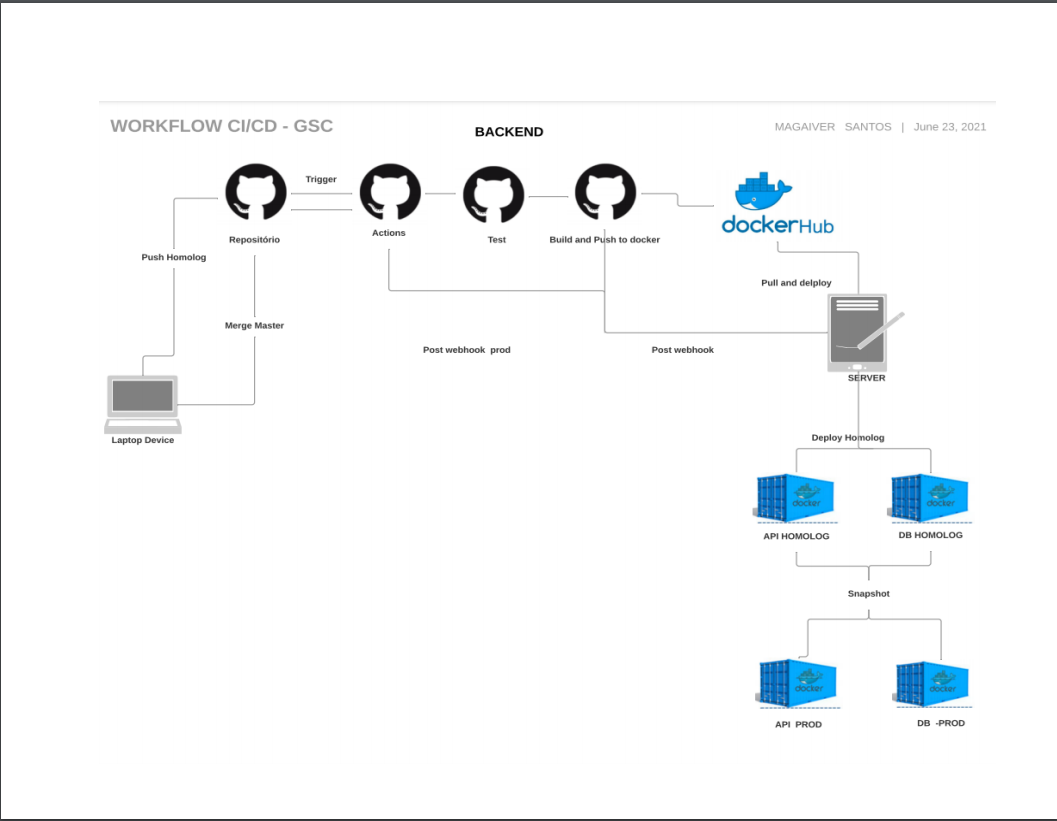 WORKFLOW CI/CD - GSC
BACKEND
MAGAIVER SANTOS | June 23, 2021
Trigger
Repositório
Actions
Test
Build and Push to docker
dockerHub
Push Homolog
Pull and delploy
Merge Master
Post webhook prod
Post webhook
SERVER
Laptop Device
Deploy Homolog
docker
docker
API HOMOLOG
DB HOMOLOG
Snapshot
docker
docker
API PROD
DB -PROD